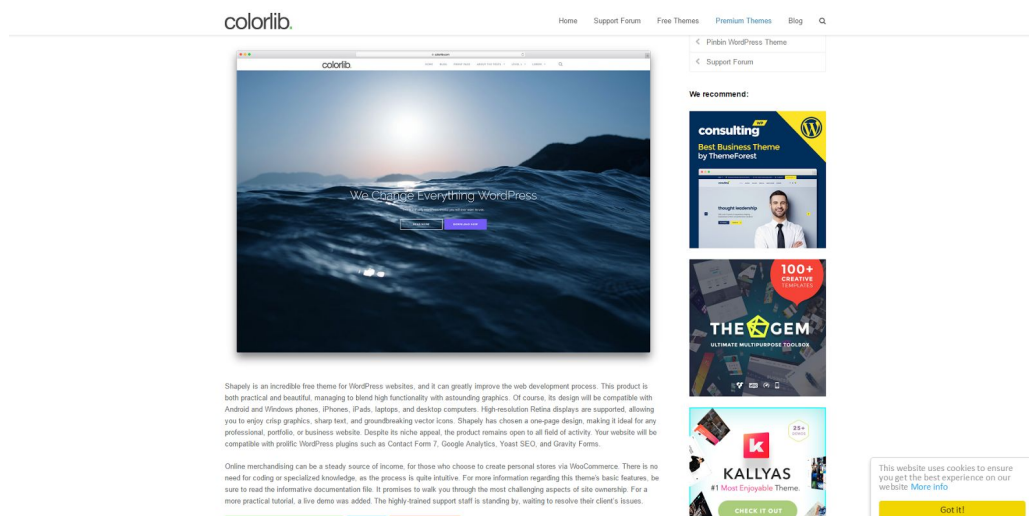 colorlib.
Home Support Forum Free Themes Premium Themes Blog
Pinbin WordPress Theme
Support Forum
We recommend:
colorlib
We Change Everything WordPress
consulting WP
Best Business Theme
by ThemeForest
thought leadership
100+
CREATIVE
TEMPLATES
THE GEM
ULTIMATE MULTIPURPOSE TOOLBOX
Shapely is an incredible free theme for WordPress websites, and it can greatly improve the web development process. This product is
both practical and beautiful, managing to blend high functionality with astounding graphics. Of course, its design will be compatible with
Android and Windows phones, iPhones, iPads, laptops, and desktop computers. High-resolution Retina displays are supported, allowing
you to enjoy crisp graphics, sharp text, and groundbreaking vector icons. Shapely has chosen a one-page design, making it ideal for any
professional, portfolio, or business website. Despite its niche appeal, the product remains open to all field of activity. Your website will be
compatible with prolific WordPress plugins such as Contact Form 7, Google Analytics, Yoast SEO, and Gravity Forms.
Online merchandising can be a steady source of income, for those who choose to create personal stores via WooCommerce. There is no
need for coding or specialized knowledge, as the process is quite intuitive. For more information regarding this theme's basic features, be
sure to read the informative documentation file. It promises to walk you through the most challenging aspects of site ownership. For a
more practical tutorial, a live demo was added. The highly-trained support staff is standing by, waiting to resolve their client's issues.
25+
k
KALLYAS
#1 Most Enjoyable Theme.
CHECK IT OUT
This website uses cookies to ensure
you get the best experience on our
website More info
Got it!